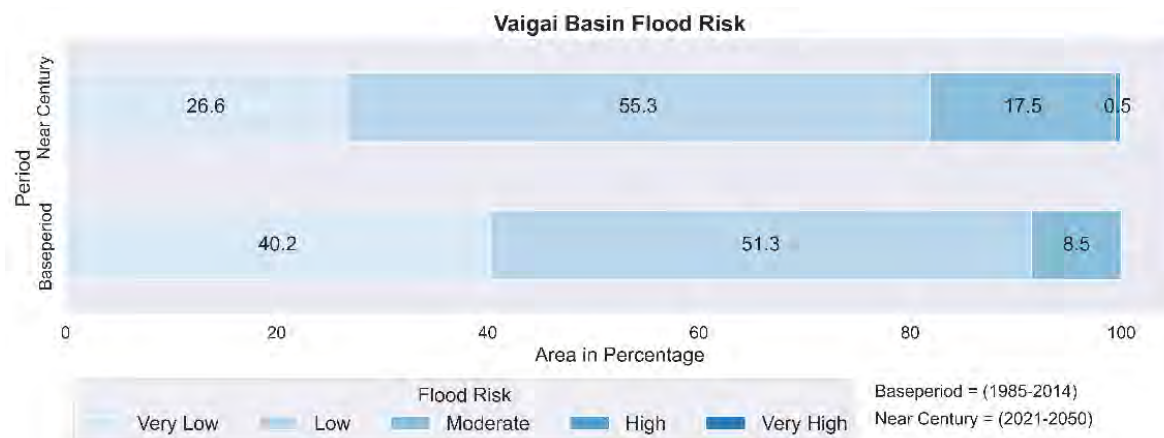 Vaigai Basin Flood Risk
Near Century
26.6 55.3 17.5 0.5
Period
Baseperiod
40.2 51.3 8.5
0 20 40 60 80 100
Area in Percentage
Flood Risk
Very Low Low Moderate High Very High
Baseperiod = (1985-2014)
Near Century = (2021-2050)